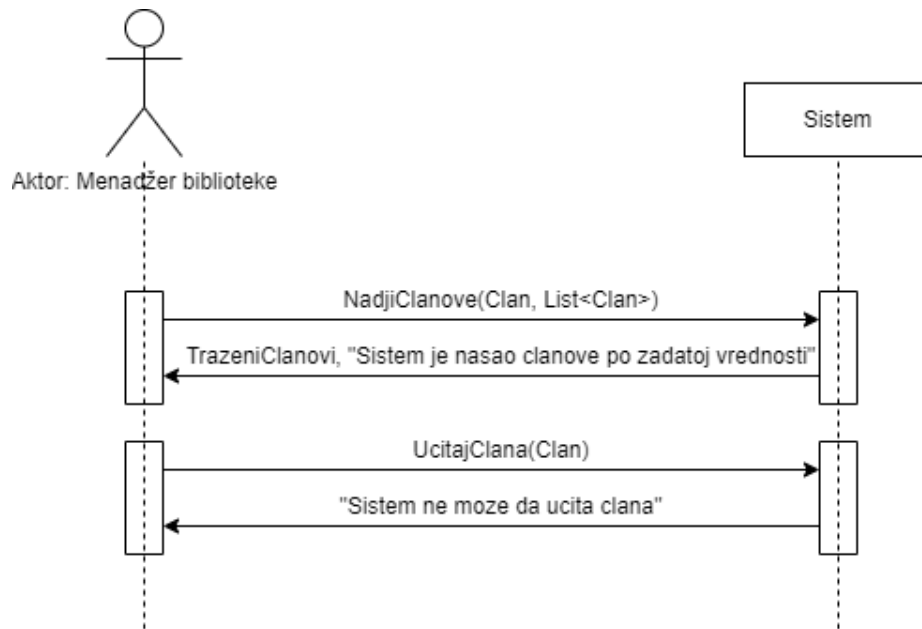 Sistem
Aktor: Menadžer biblioteke
NadjiClanove(Clan, List<Clan>)
TrazeniClanovi, "Sistem je nasao clanove po zadatoj vrednosti"
UcitajClana(Clan)
"Sistem ne moze da ucita clana"